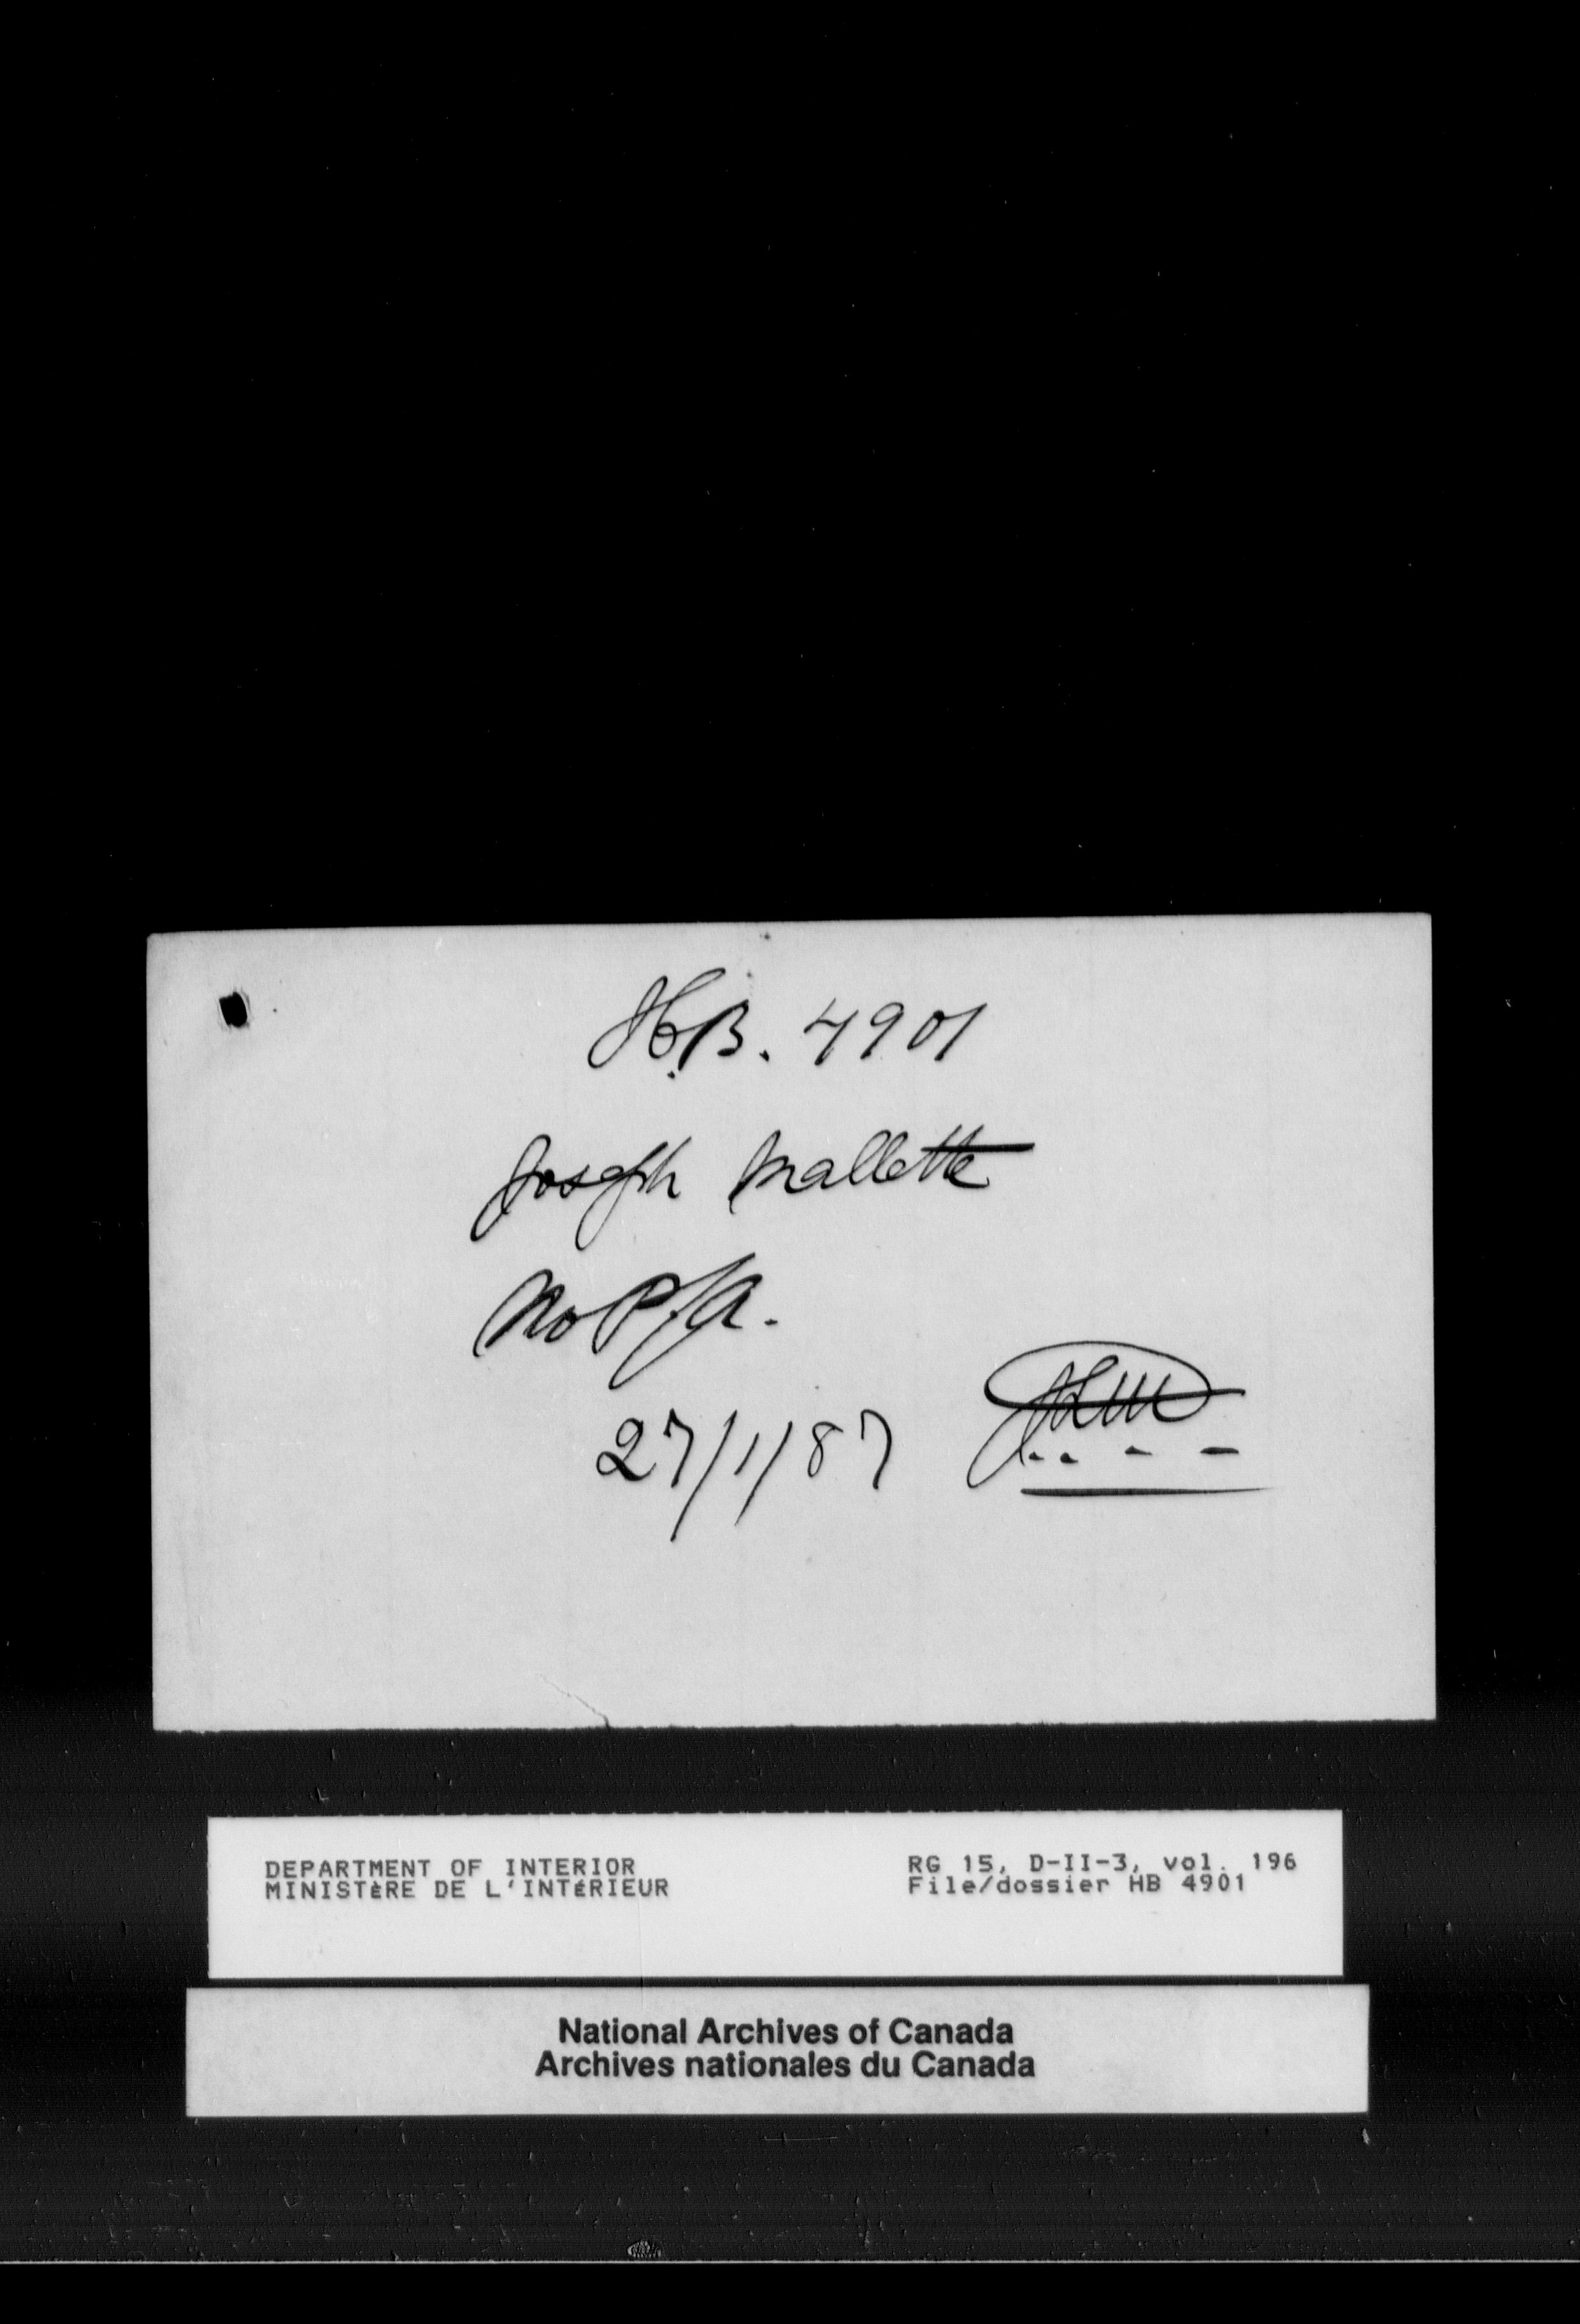 H.B. 4901
Joseph Mallette
No P/A.
27/1/87
DEPARTMENT OF INTERIOR
MINISTÈRE DE L'INTÉRIEUR
RG 15, D-II-3, vol. 196
File/dossier HB 4901
National Archives of Canada
Archives nationales du Canada